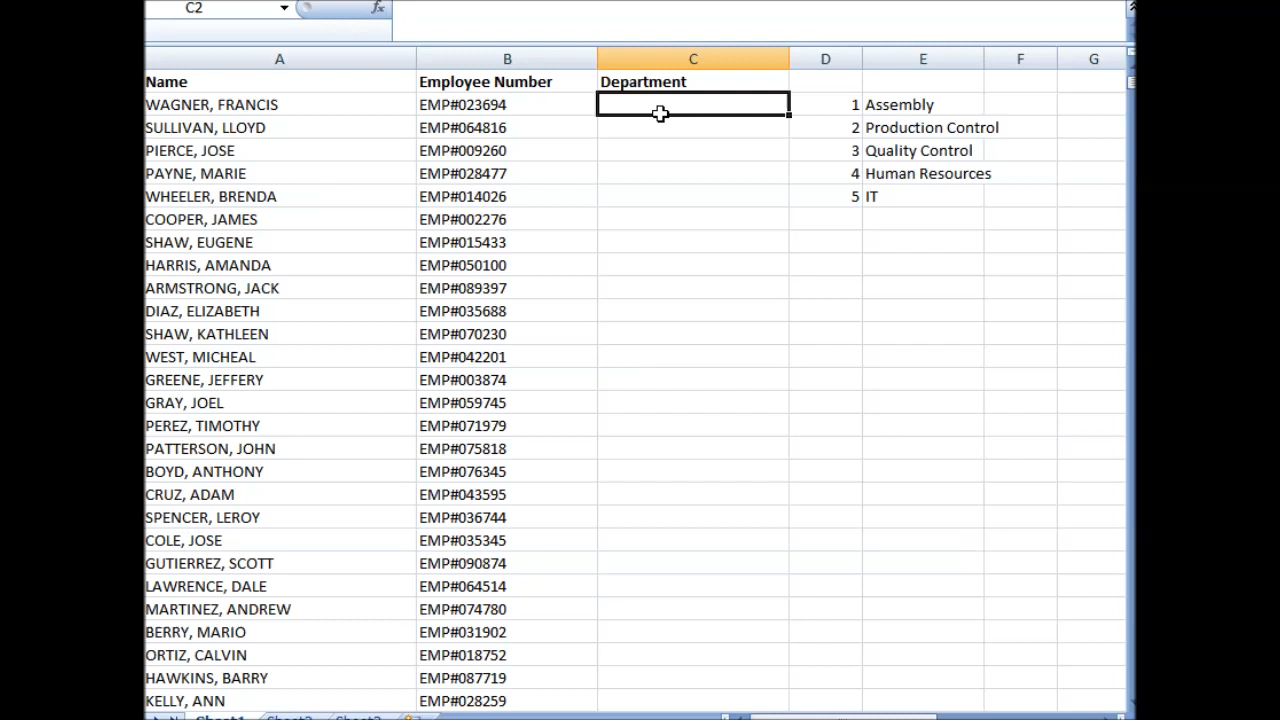 C2 fx
A B C D E F G
Name Employee Number Department
WAGNER, FRANCIS EMP#023694 1 Assembly
SULLIVAN, LLOYD EMP#064816 2 Production Control
PIERCE, JOSE EMP#009260 3 Quality Control
PAYNE, MARIE EMP#028477 4 Human Resources
WHEELER, BRENDA EMP#014026 5 IT
COOPER, JAMES EMP#002276
SHAW, EUGENE EMP#015433
HARRIS, AMANDA EMP#050100
ARMSTRONG, JACK EMP#089397
DIAZ, ELIZABETH EMP#035688
SHAW, KATHLEEN EMP#070230
WEST, MICHEAL EMP#042201
GREENE, JEFFERY EMP#003874
GRAY, JOEL EMP#059745
PEREZ, TIMOTHY EMP#071979
PATTERSON, JOHN EMP#075818
BOYD, ANTHONY EMP#076345
CRUZ, ADAM EMP#043595
SPENCER, LEROY EMP#036744
COLE, JOSE EMP#035345
GUTIERREZ, SCOTT EMP#090874
LAWRENCE, DALE EMP#064514
MARTINEZ, ANDREW EMP#074780
BERRY, MARIO EMP#031902
ORTIZ, CALVIN EMP#018752
HAWKINS, BARRY EMP#087719
KELLY, ANN EMP#028259